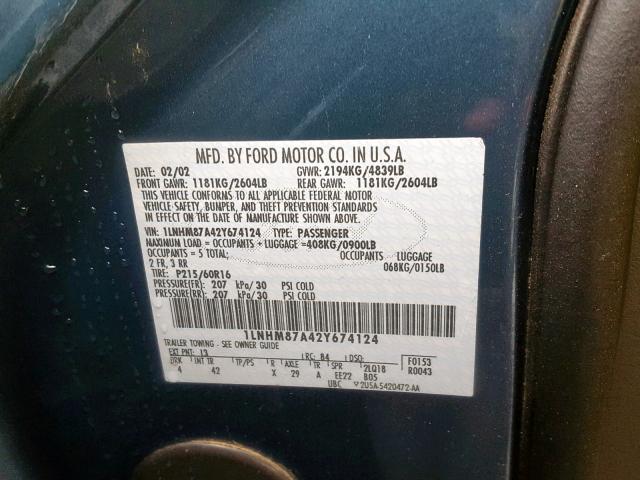 MFD. BY FORD MOTOR CO. IN U.S.A.
DATE: 02/02 GVWR: 2194KG/4839LB
FRONT GAWR: 1181KG/2604LB REAR GAWR: 1181KG/2604LB
THIS VEHICLE CONFORMS TO ALL APPLICABLE FEDERAL MOTOR
VEHICLE SAFETY, BUMPER, AND THEFT PREVENTION STANDARDS
IN EFFECT ON THE DATE OF MANUFACTURE SHOWN ABOVE.
VIN: 1LNHM87A42Y674124 TYPE: PASSENGER
MAXIMUM LOAD = OCCUPANTS + LUGGAGE =408KG/0900LB
OCCUPANTS = 5 TOTAL: OCCUPANTS LUGGAGE
2 FR, 3 RR 068KG/0150LB
TIRE: P215/60R16
PRESSURE(FR): 207 kPa/30 PSI COLD
PRESSURE(RR): 207 kPa/30 PSI COLD
1LNHM87A42Y674124
TRAILER TOWING - SEE OWNER GUIDE
EXT PNT: 13 RC: B4 DSO: F0153
BRK INT TR TP/PS R AXLE TR SPR 2LQ18 R0043
4 42 X 29 A EE22 B05
UBC 2U5A-5420472-AA